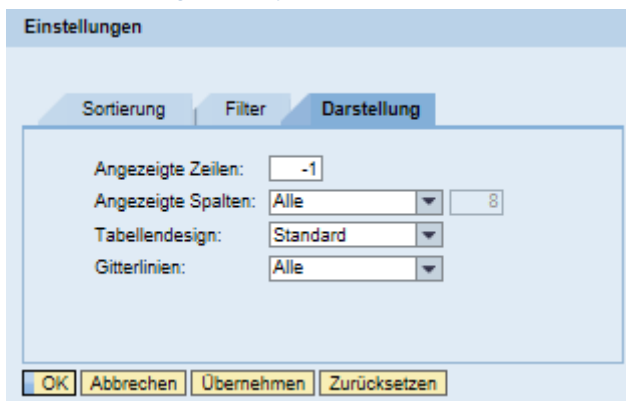 Einstellungen
Sortierung Filter Darstellung
Angezeigte Zeilen: -1
Angezeigte Spalten: Alle 8
Tabellendesign: Standard
Gitterlinien: Alle
OK Abbrechen Übernehmen Zurücksetzen